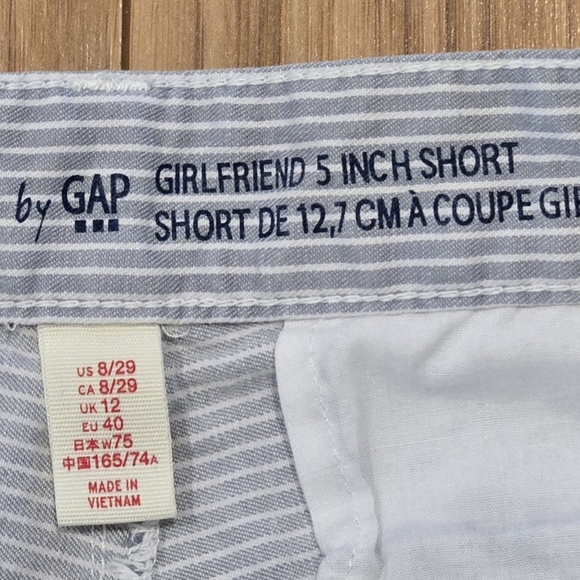 by GAP
GIRLFRIEND 5 INCH SHORT
SHORT DE 12,7 CM À COUPE
US 8/29
CA 8/29
UK 12
EU 40
日本 W75
中国 165/74A
MADE IN
VIETNAM